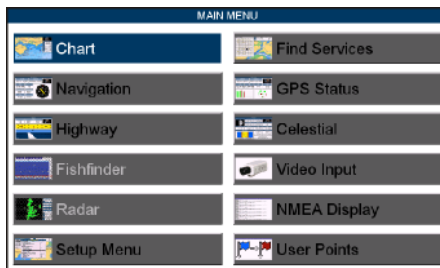 MAIN MENU
Chart
Find Services
Navigation
GPS Status
Highway
Celestial
Fishfinder
Video Input
Radar
NMEA Display
Setup Menu
User Points